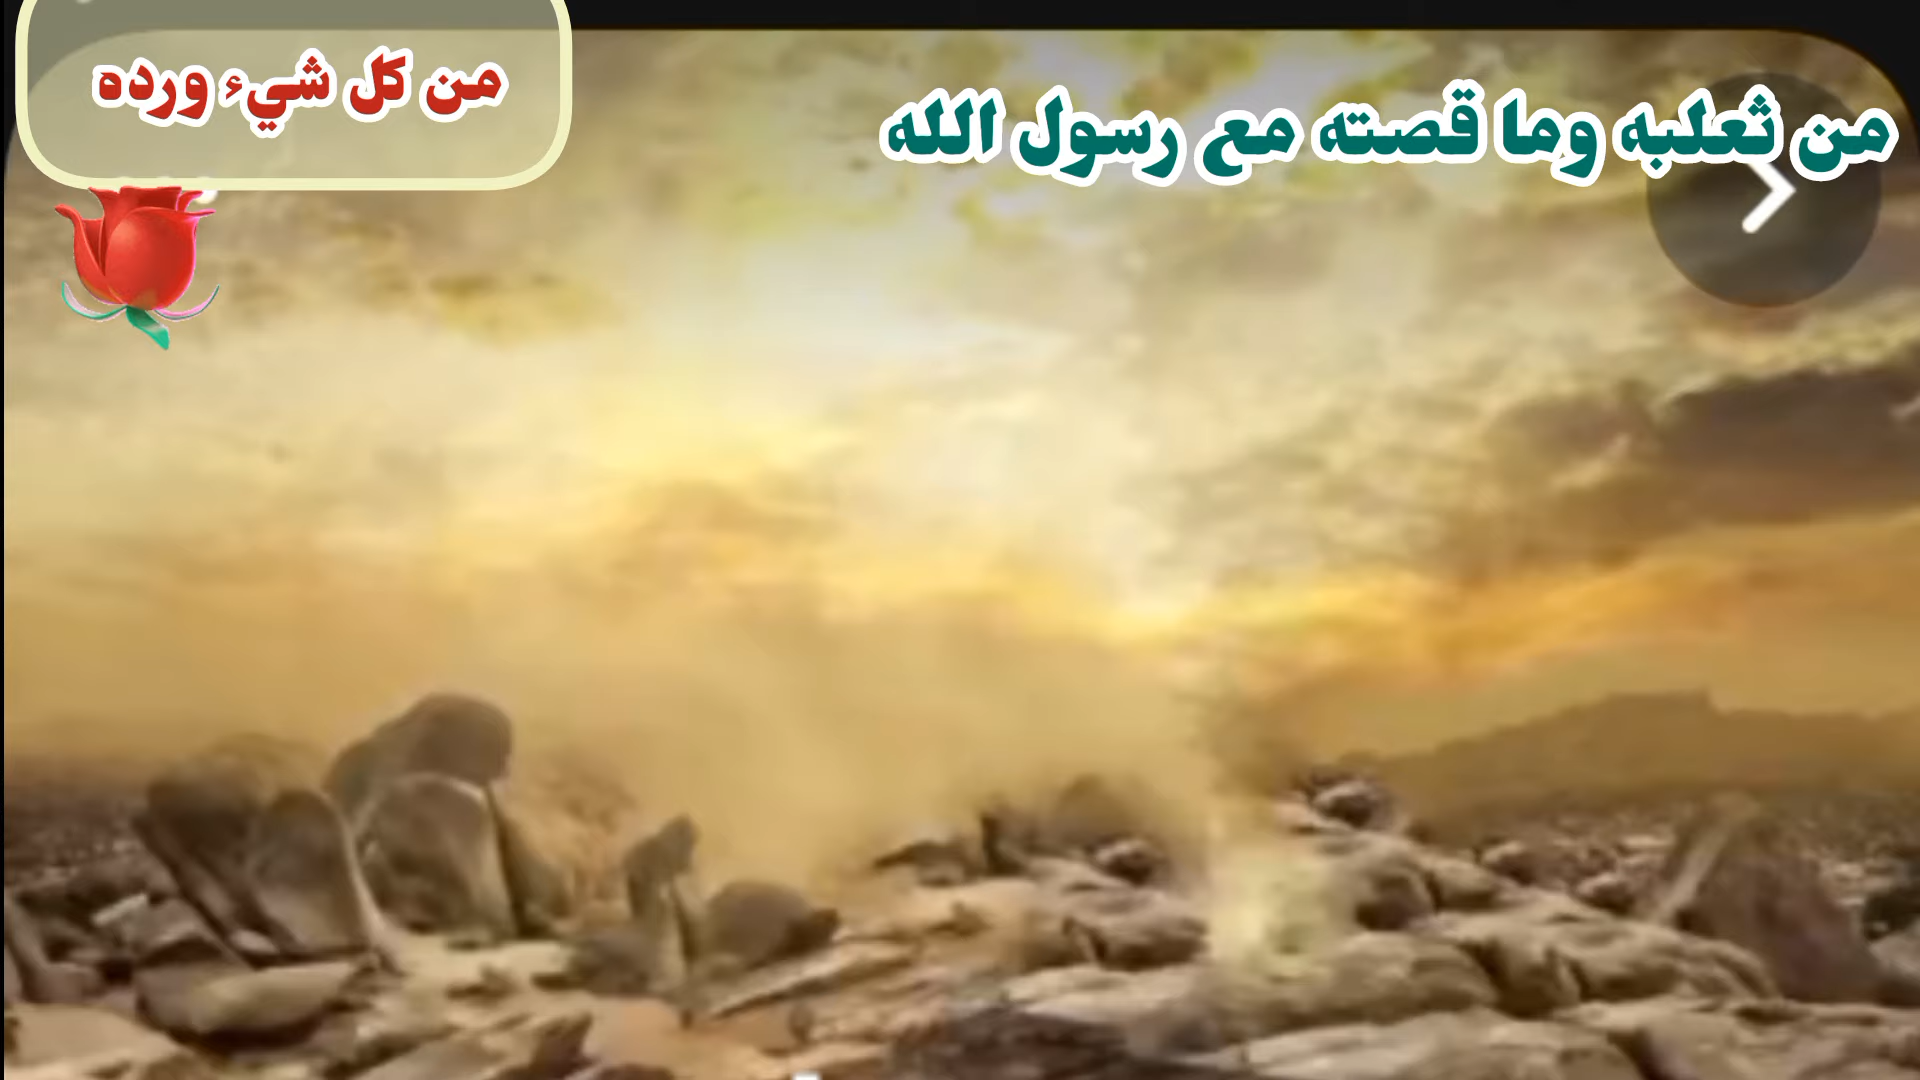 من كل شيء ورده
من ثعلبه وما قصته مع رسول الله